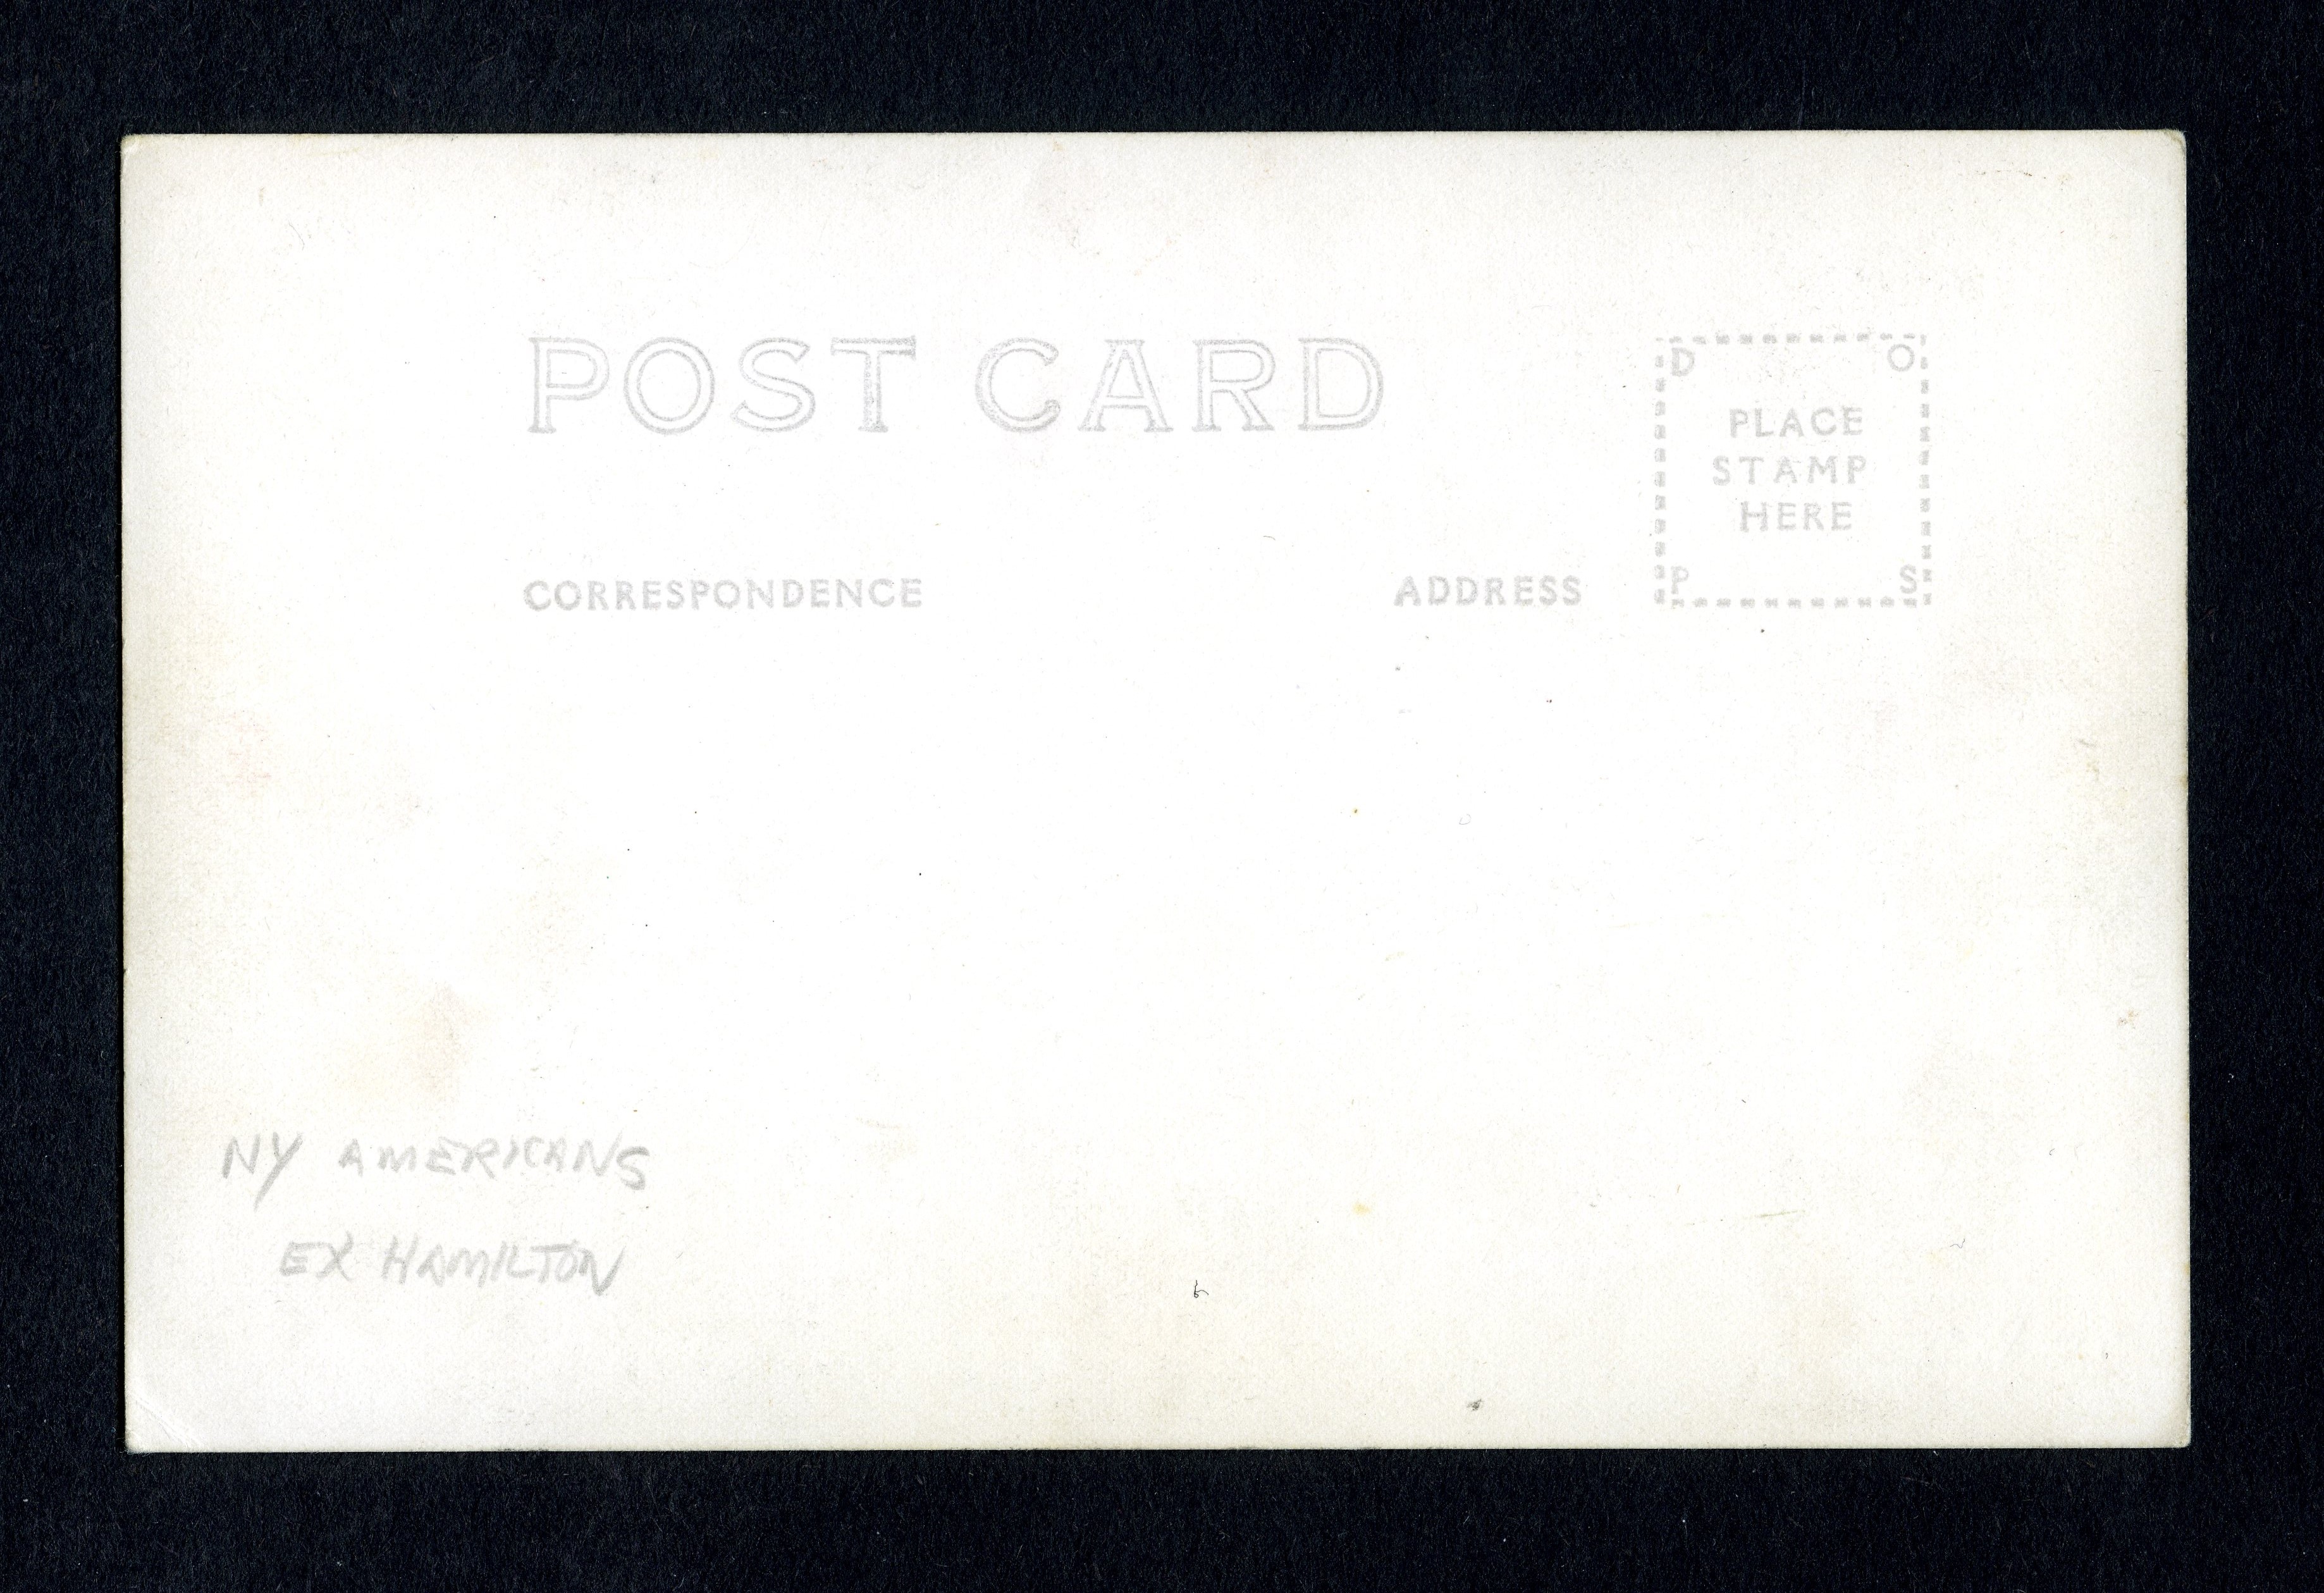 POST CARD
D O
PLACE
STAMP
HERE
P S
CORRESPONDENCE
ADDRESS
NY AMERICANS
EX HAMILTON